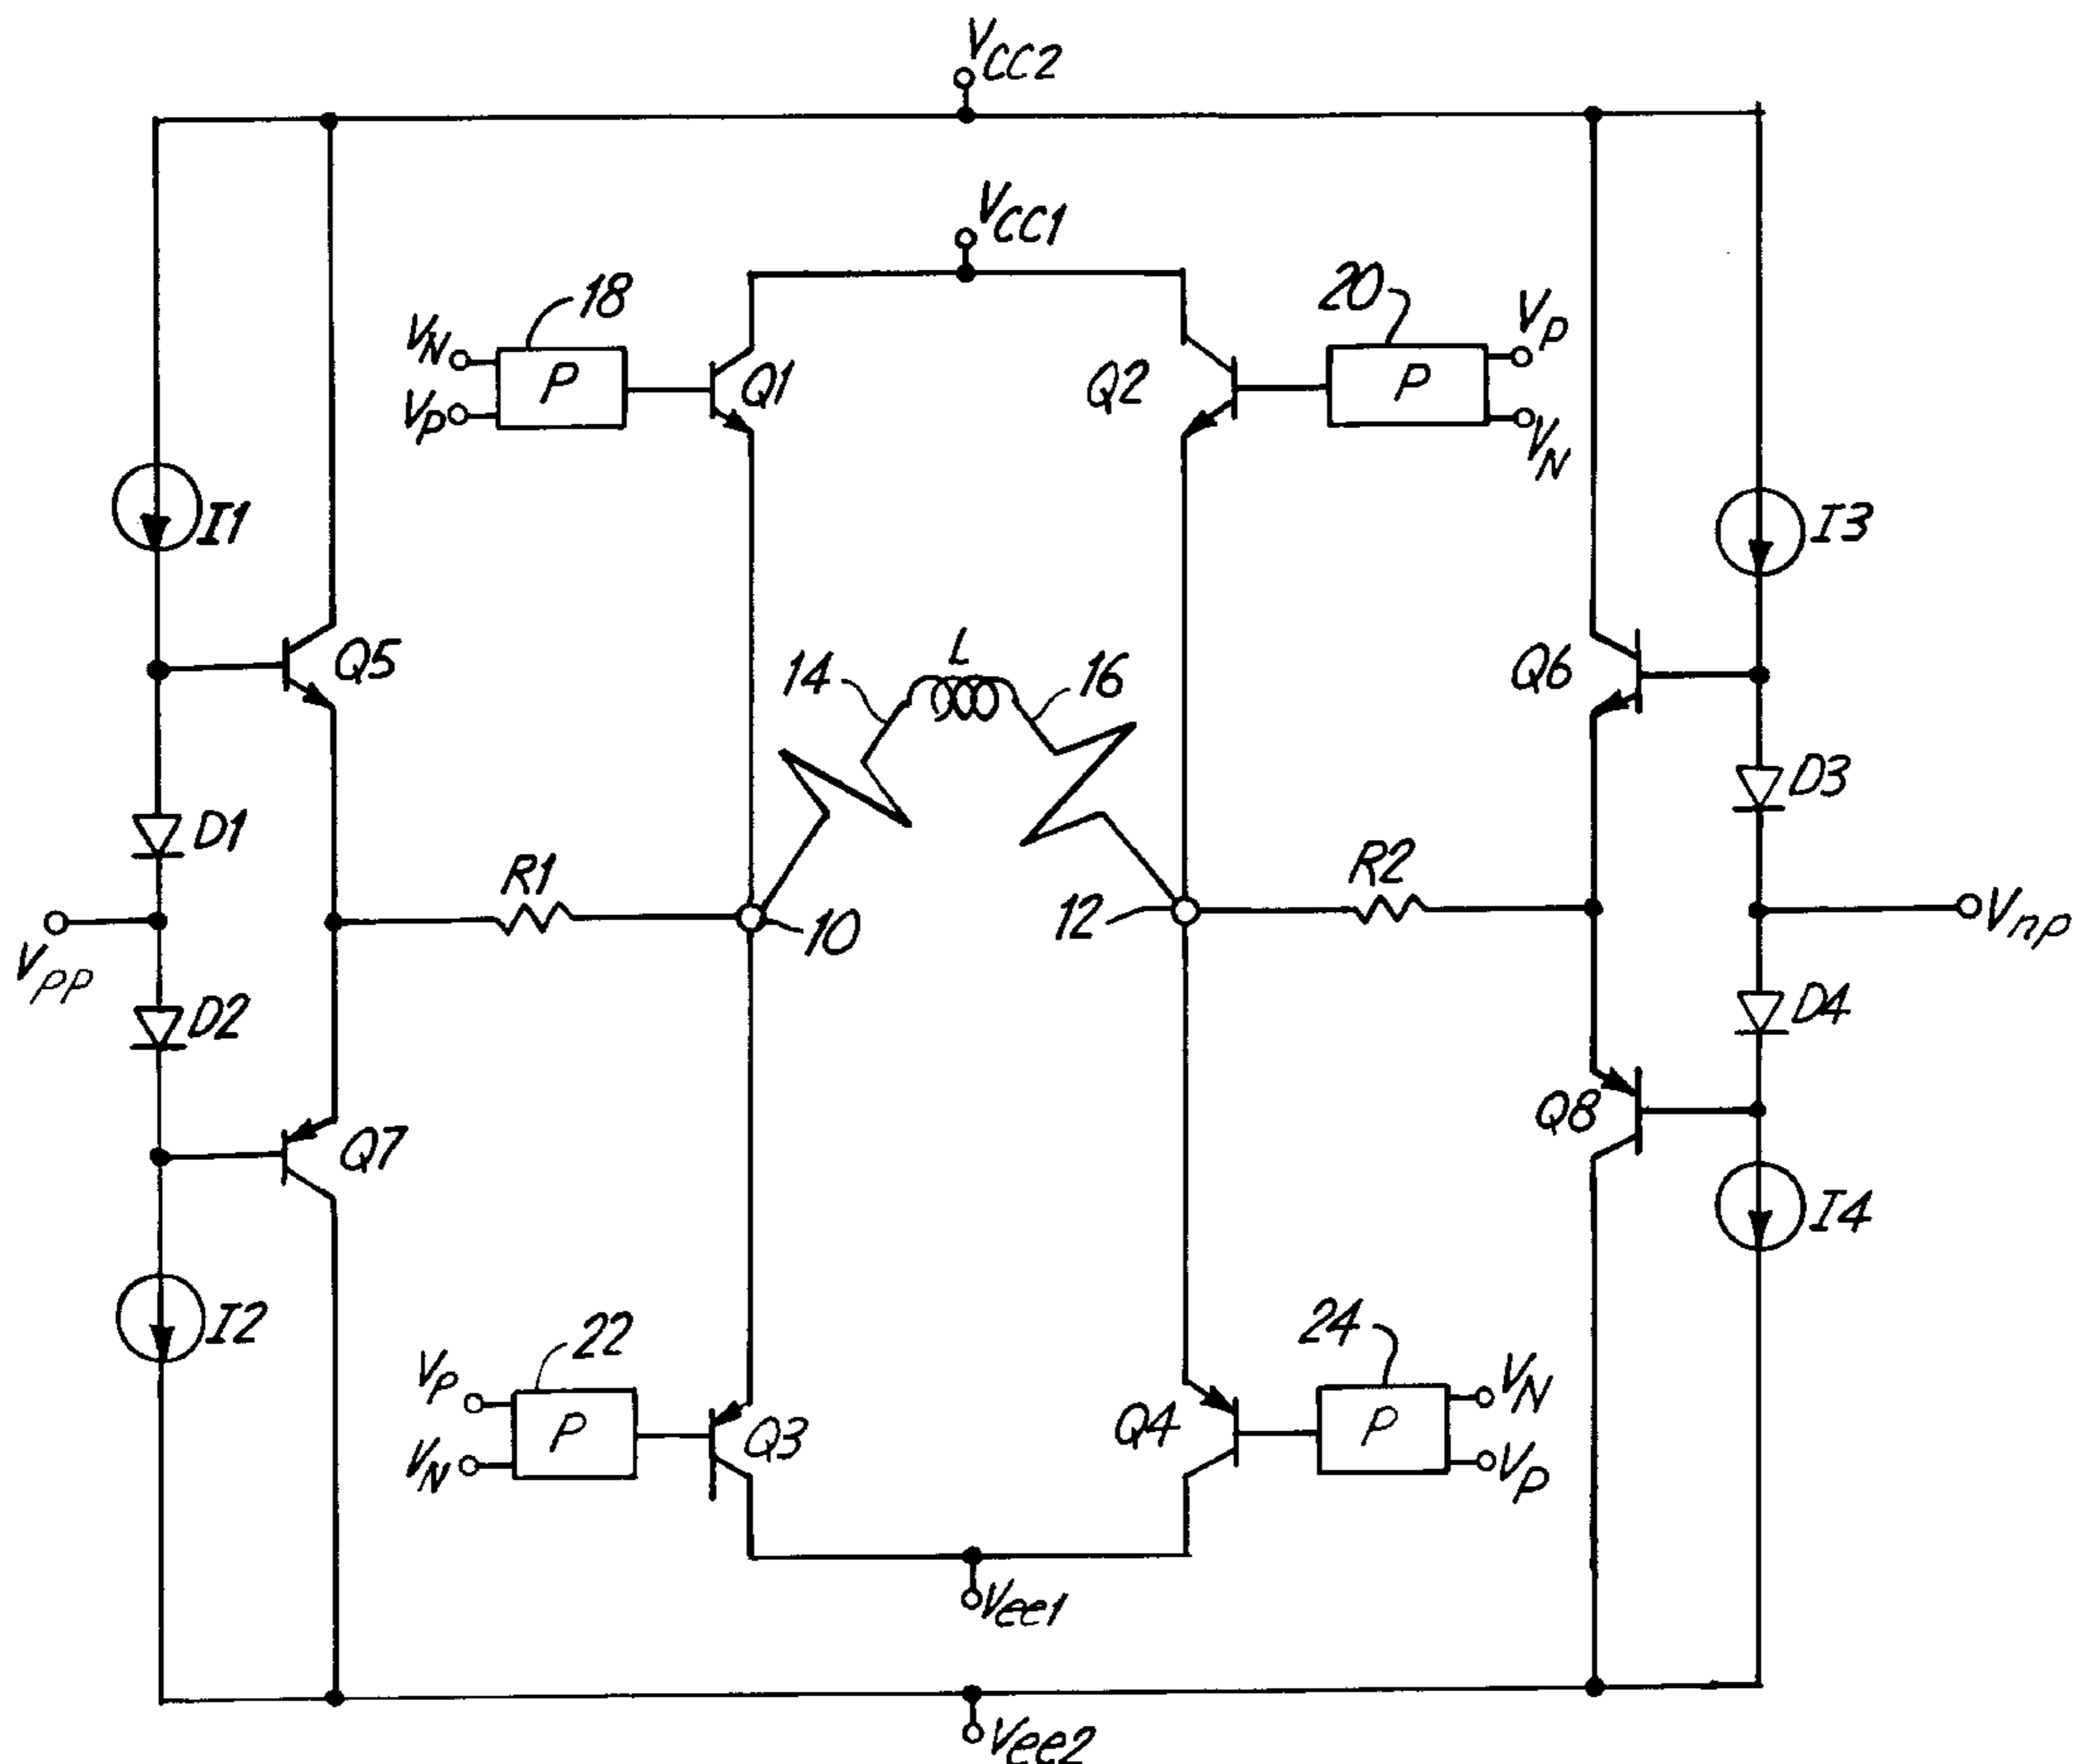 VCC2
VCC1
18
VN
VP
P
Q1
20
VP
VN
P
Q2
I1
I3
Q5
14
L
16
Q6
D1
D3
R1
R2
10
12
Vpp
Vnp
D2
D4
Q7
Q8
I2
I4
22
VP
VN
P
Q3
24
VN
VP
P
Q4
Vee1
Vee2